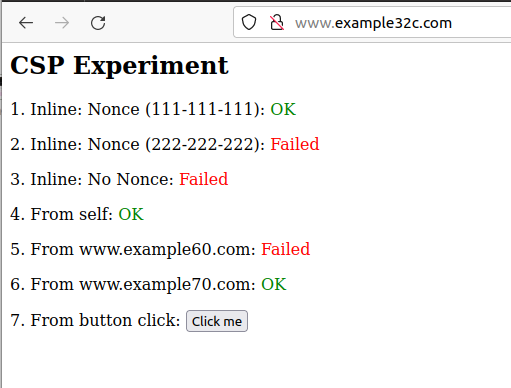 www.example32c.com
CSP Experiment
1. Inline: Nonce (111-111-111): OK
2. Inline: Nonce (222-222-222): Failed
3. Inline: No Nonce: Failed
4. From self: OK
5. From www.example60.com: Failed
6. From www.example70.com: OK
7. From button click: Click me